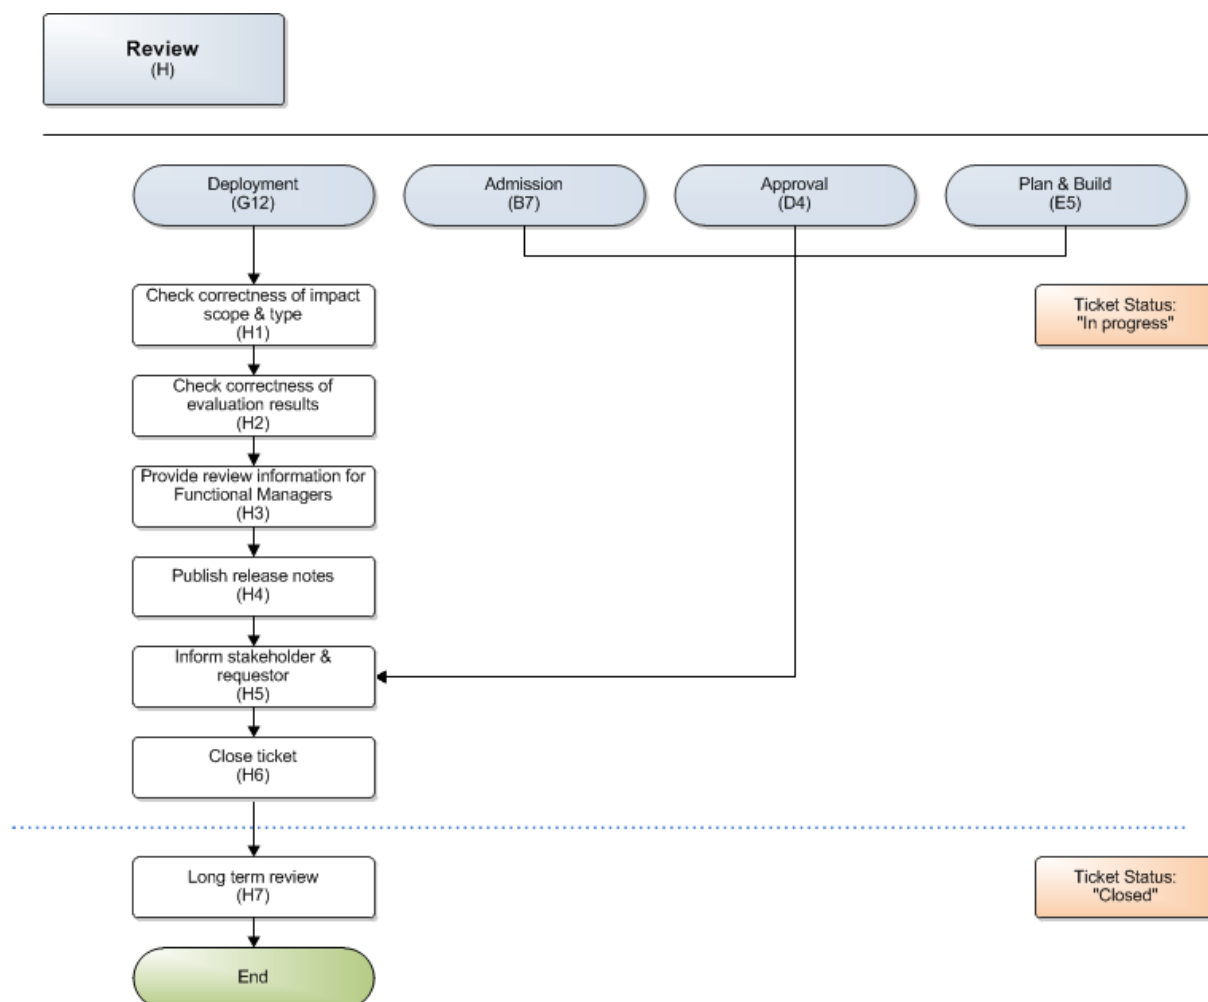 Review
(H)
Deployment
(G12)
Admission
(B7)
Approval
(D4)
Plan & Build
(E5)
Check correctness of impact
scope & type
(H1)
Ticket Status:
"In progress"
Check correctness of
evaluation results
(H2)
Provide review information for
Functional Managers
(H3)
Publish release notes
(H4)
Inform stakeholder &
requestor
(H5)
Close ticket
(H6)
Long term review
(H7)
Ticket Status:
"Closed"
End